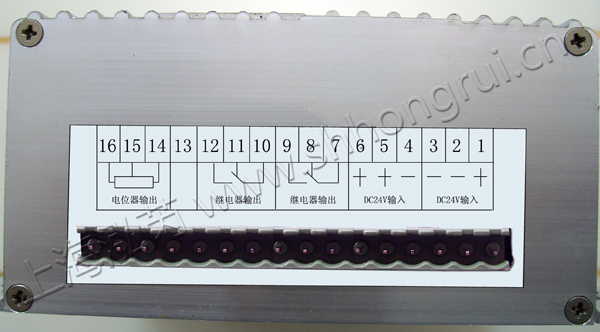 16 15 14 13 12 11 10 9 8 7 6 5 4 3 2 1
+ + − − − +
电位器输出 继电器输出 继电器输出 DC24V输入 DC24V输入
www.shhongrui.cn